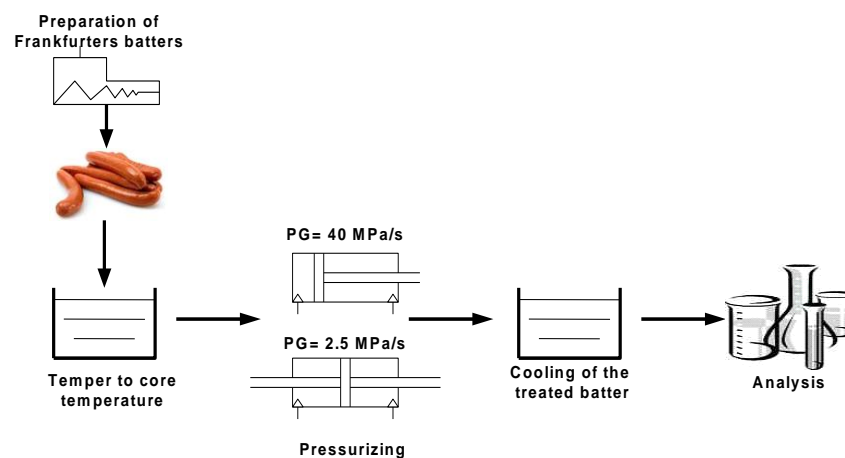 Preparation of
Frankfurters batters
PG= 40 MPa/s
PG= 2.5 MPa/s
Temper to core
temperature
Pressurizing
Cooling of the
treated batter
Analysis